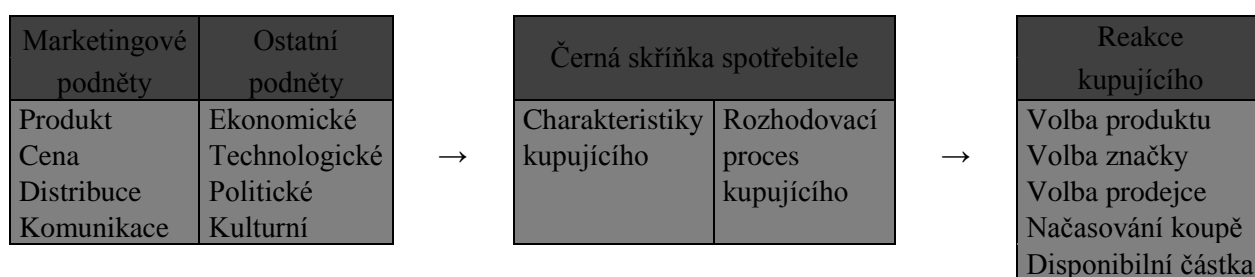 Marketingové
podněty
Ostatní
podněty
Produkt
Cena
Distribuce
Komunikace
Ekonomické
Technologické
Politické
Kulturní
→
Černá skříňka spotřebitele
Charakteristiky
kupujícího
Rozhodovací
proces
kupujícího
→
Reakce
kupujícího
Volba produktu
Volba značky
Volba prodejce
Načasování koupě
Disponibilní částka